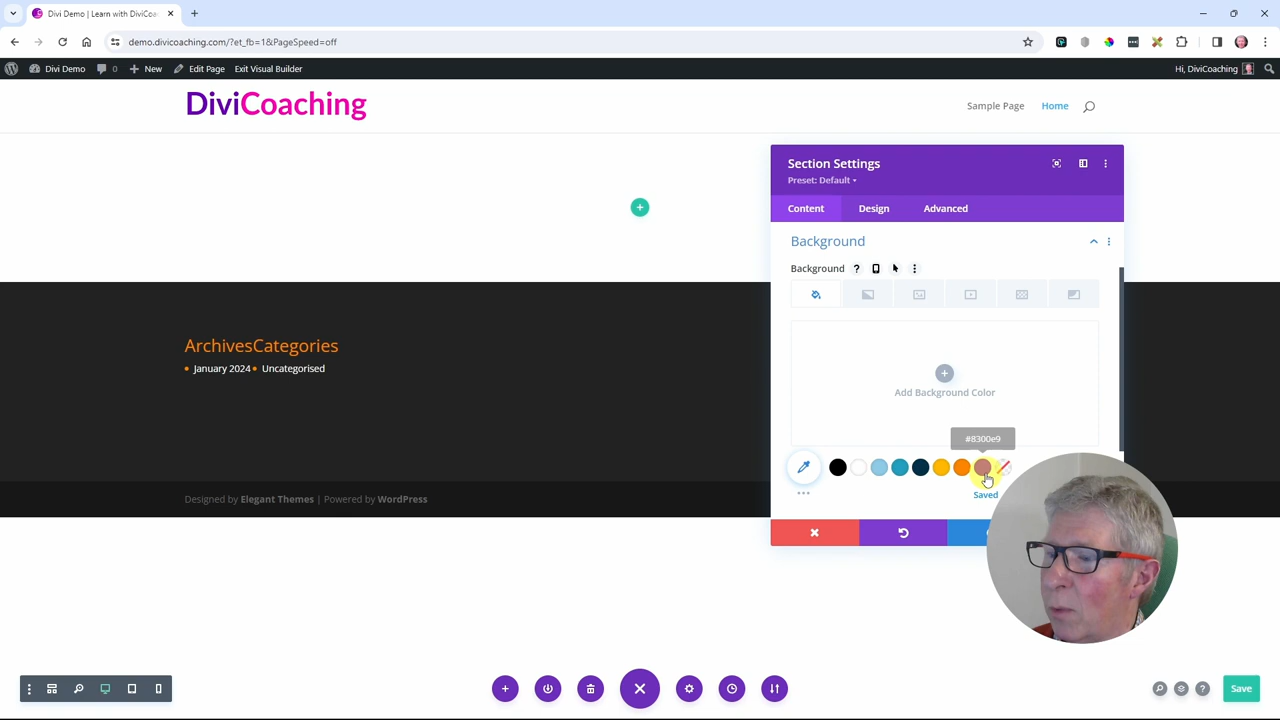 Divi Demo | Learn with DiviCoa
demo.divicoaching.com/?et_fb=1&PageSpeed=off
Divi Demo
0
New
Edit Page
Exit Visual Builder
Hi, DiviCoaching
DiviCoaching
Sample Page
Home
Section Settings
Preset: Default
Content
Design
Advanced
Background
Background
Add Background Color
#8300e9
Saved
ArchivesCategories
January 2024
Uncategorised
Designed by Elegant Themes | Powered by WordPress
Save